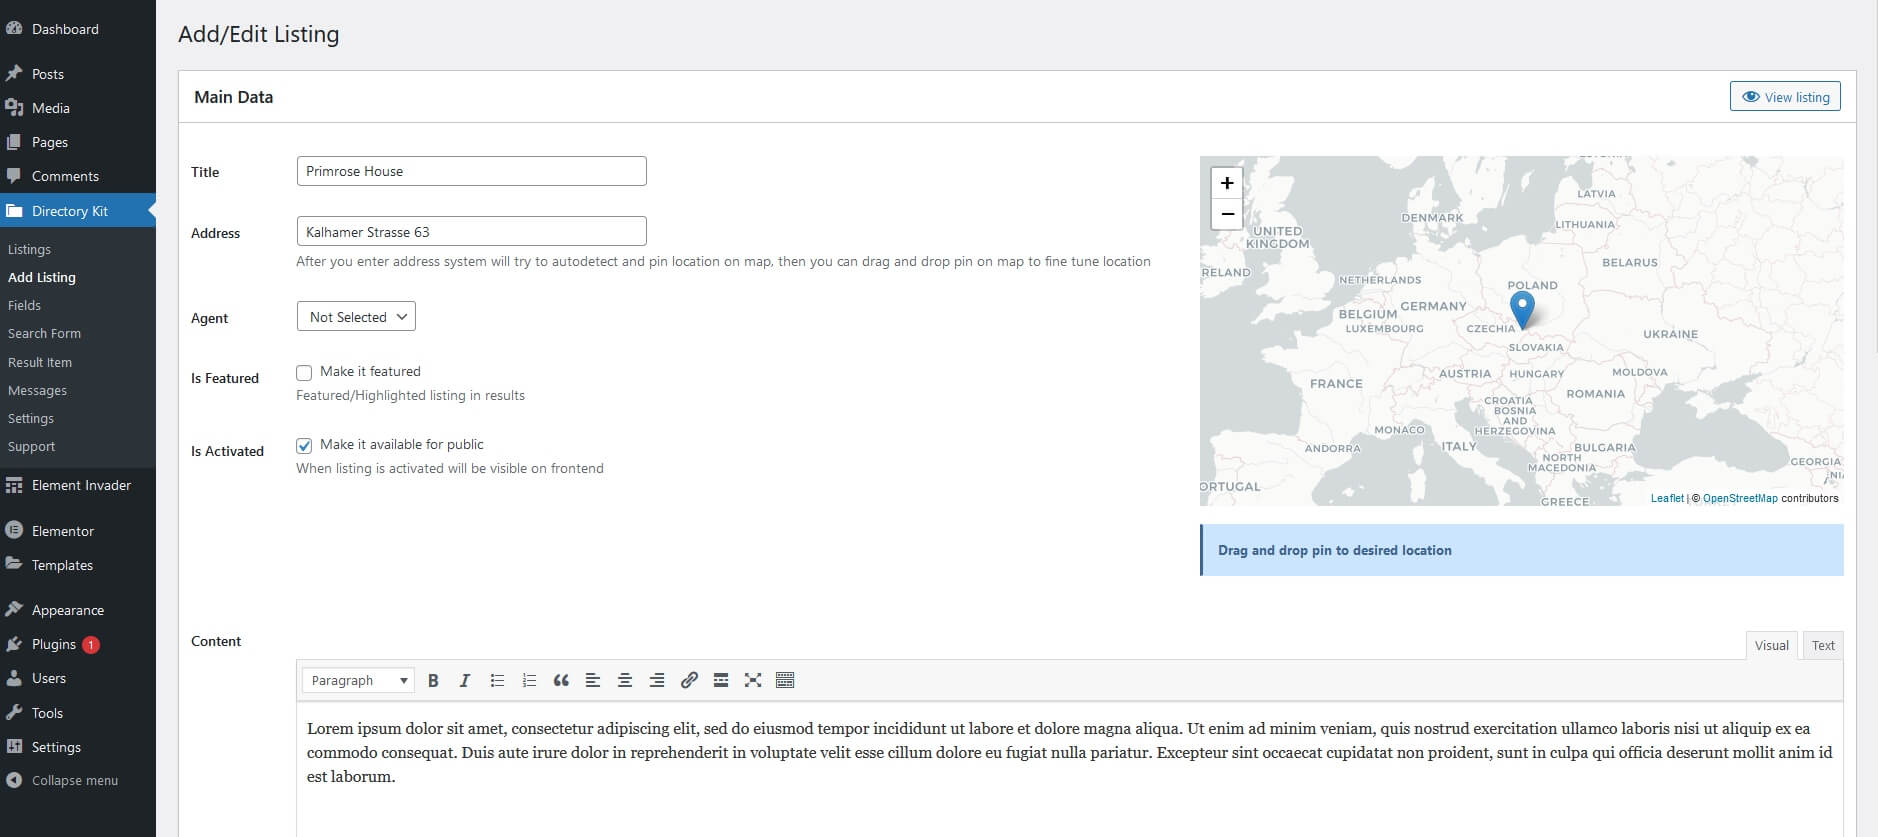 Dashboard
Posts
Media
Pages
Comments
Directory Kit
Listings
Add Listing
Fields
Search Form
Result Item
Messages
Settings
Support
Element Invader
Elementor
Templates
Appearance
Plugins 1
Users
Tools
Settings
Collapse menu
Add/Edit Listing
Main Data
View listing
Title
Primrose House
Address
Kalhamer Strasse 63
After you enter address system will try to autodetect and pin location on map, then you can drag and drop pin on map to fine tune location
Agent
Not Selected
Is Featured
Make it featured
Featured/Highlighted listing in results
Is Activated
Make it available for public
When listing is activated will be visible on frontend
+
−
LATVIA
DENMARK
LITHUANIA
UNITED
KINGDOM
BELARUS
RELAND
NETHERLANDS
POLAND
GERMANY
BELGIUM
LUXEMBOURG
CZECHIA
UKRAINE
SLOVAKIA
AUSTRIA
HUNGARY
MOLDOVA
FRANCE
ROMANIA
CROATIA
BOSNIA
AND
HERZEGOVINA
MONACO
ITALY
BULGARIA
ANDORRA
NORTH
MACEDONIA
GEORGIA
ORTUGAL
GREECE
Leaflet | © OpenStreetMap contributors
Drag and drop pin to desired location
Content
Visual
Text
Paragraph
B
I
Lorem ipsum dolor sit amet, consectetur adipiscing elit, sed do eiusmod tempor incididunt ut labore et dolore magna aliqua. Ut enim ad minim veniam, quis nostrud exercitation ullamco laboris nisi ut aliquip ex ea
commodo consequat. Duis aute irure dolor in reprehenderit in voluptate velit esse cillum dolore eu fugiat nulla pariatur. Excepteur sint occaecat cupidatat non proident, sunt in culpa qui officia deserunt mollit anim id
est laborum.